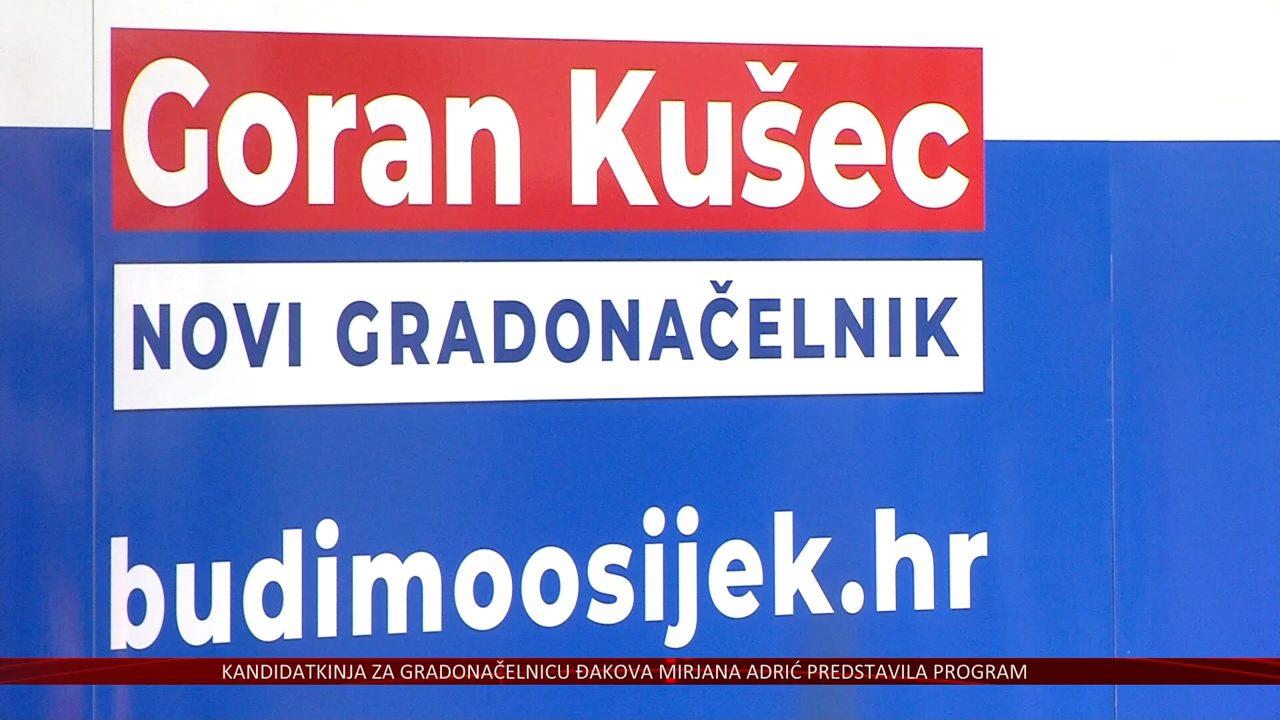 Goran Kušec
NOVI GRADONAČELNIK
budimoosijek.hr
KANDIDATKINJA ZA GRADONAČELNICU ĐAKOVA MIRJANA ADRIĆ PREDSTAVILA PROGRAM